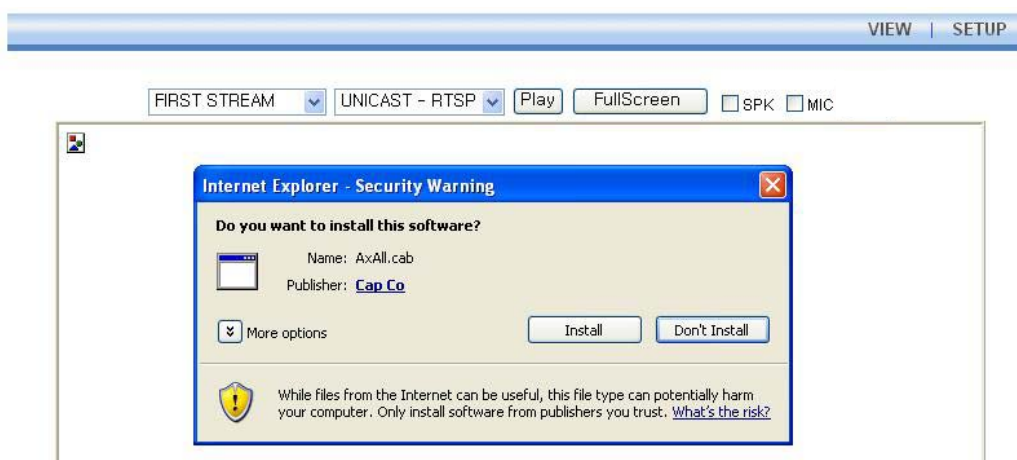 VIEW | SETUP
FIRST STREAM UNICAST - RTSP Play FullScreen SPK MIC
Internet Explorer - Security Warning
Do you want to install this software?
Name: AxAll.cab
Publisher: Cap Co
More options Install Don't Install
While files from the Internet can be useful, this file type can potentially harm
your computer. Only install software from publishers you trust. What's the risk?